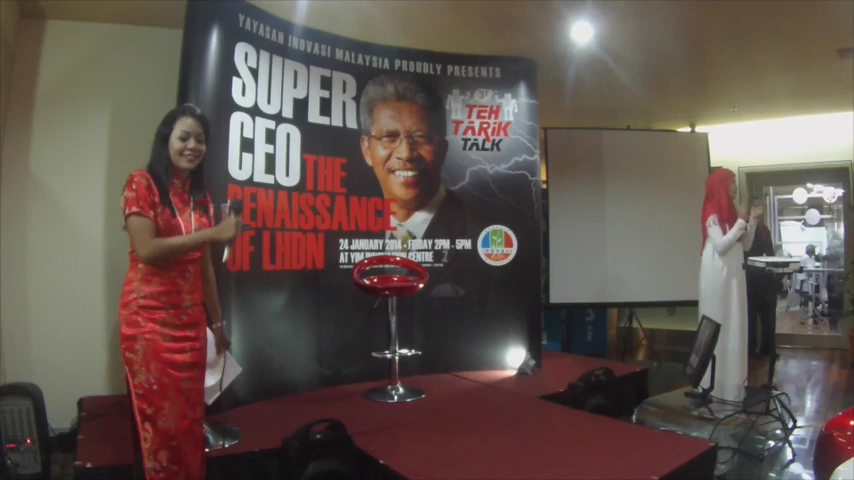 YAYASAN INOVASI MALAYSIA PROUDLY PRESENTS
SUPER
CEO THE
RENAISSANCE
OF LHDN
24 JANUARY 2014 • FRIDAY 2PM - 5PM
AT YIM INNOVATION CENTRE
TEH
TARIK
TALK